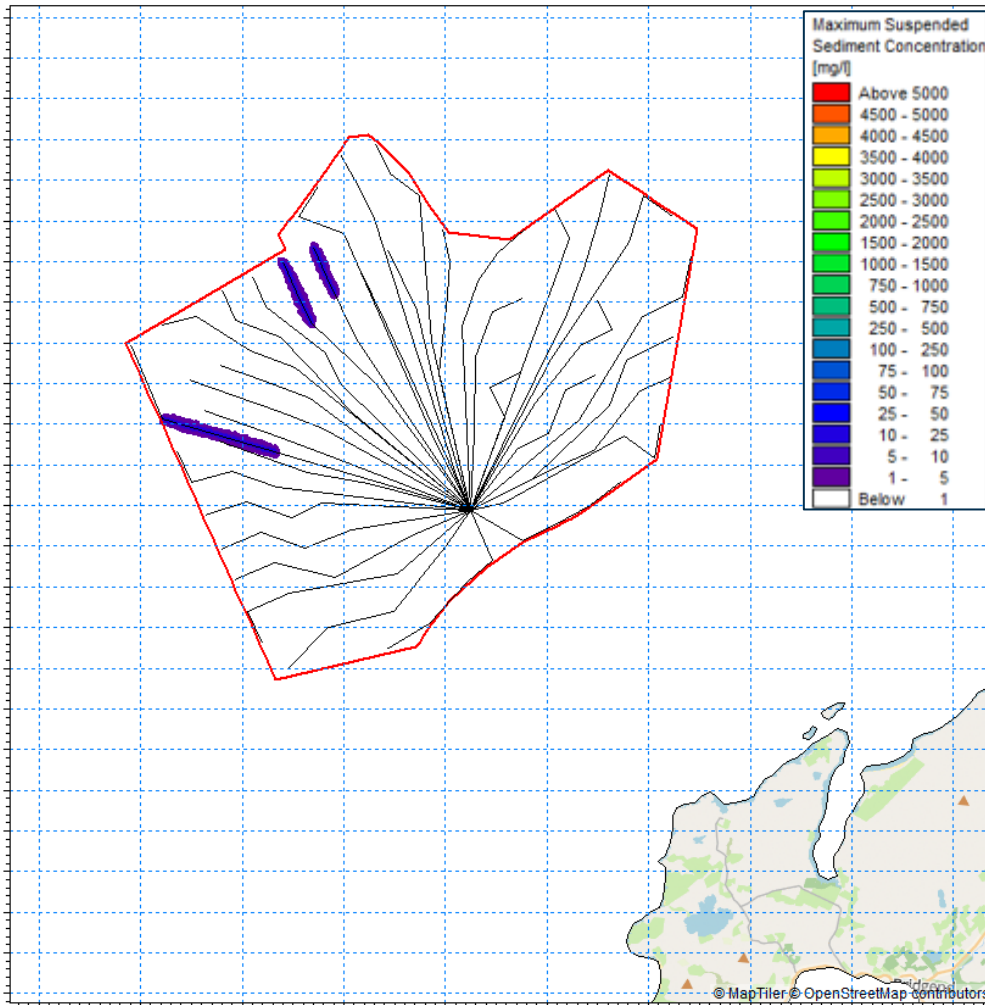 Maximum Suspended
Sediment Concentration
[mg/l]
Above 5000
4500 - 5000
4000 - 4500
3500 - 4000
3000 - 3500
2500 - 3000
2000 - 2500
1500 - 2000
1000 - 1500
750 - 1000
500 - 750
250 - 500
100 - 250
75 - 100
50 - 75
25 - 50
10 - 25
5 - 10
1 - 5
Below 1
© MapTiler © OpenStreetMap contributors